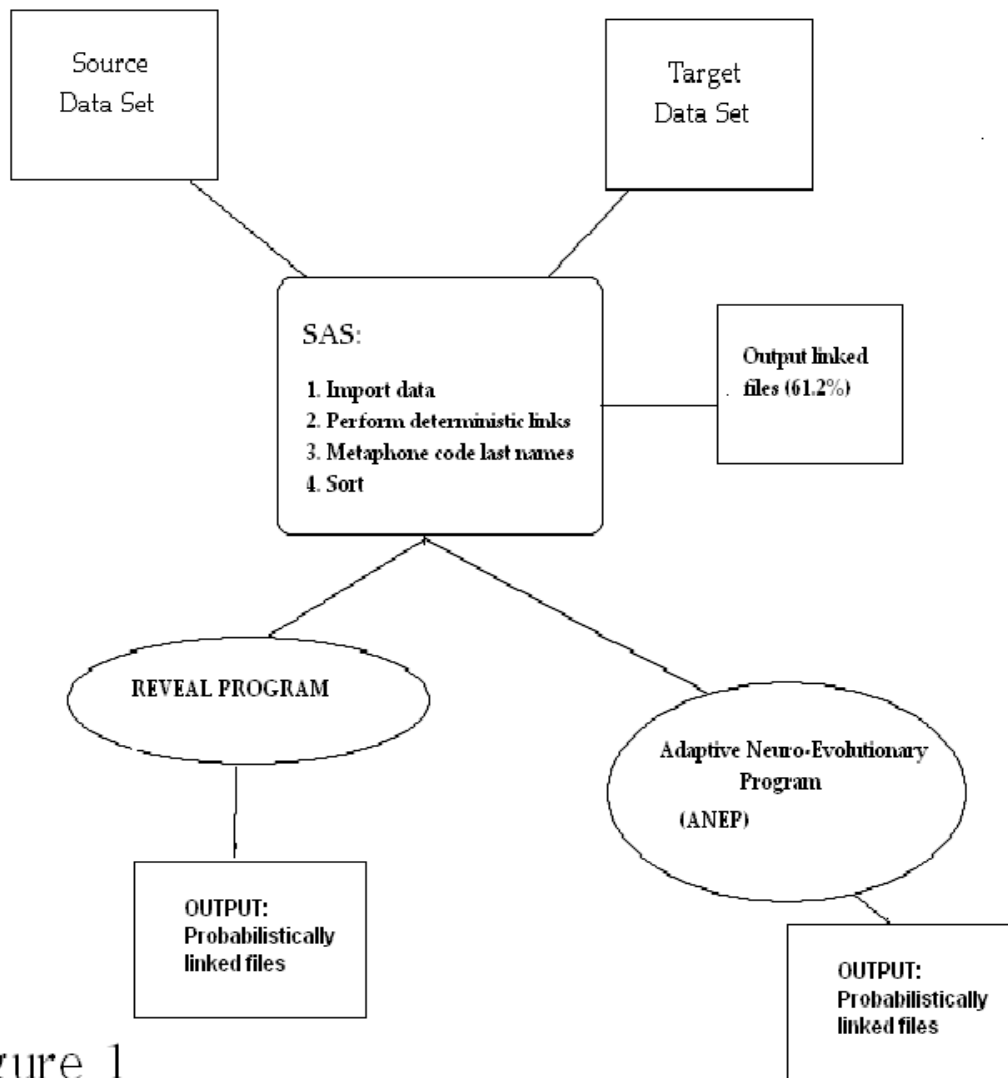 Source
Data Set
Target
Data Set
SAS:
1. Import data
2. Perform deterministic links
3. Metaphone code last names
4. Sort
Output linked
files (61.2%)
REVEAL PROGRAM
Adaptive Neuro-Evolutionary
Program
(ANEP)
OUTPUT:
Probabilistically
linked files
OUTPUT:
Probabilistically
linked files
gure 1